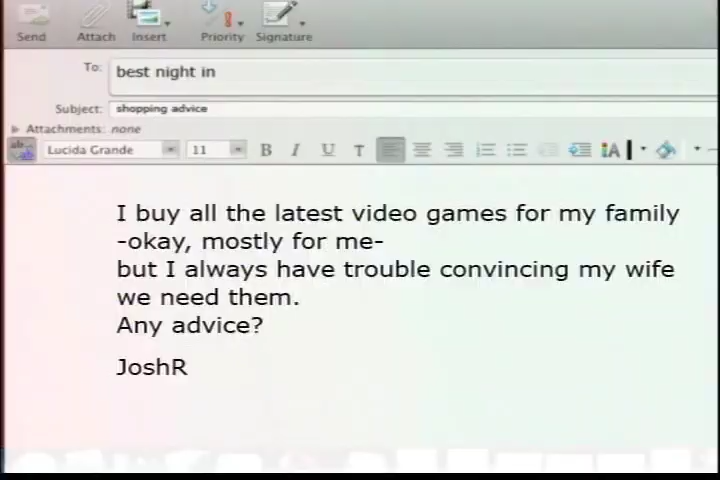 Send Attach Insert Priority Signature
To: best night in
Subject: shopping advice
Attachments: none
Lucida Grande 11 B I U T A
I buy all the latest video games for my family
-okay, mostly for me-
but I always have trouble convincing my wife
we need them.
Any advice?
JoshR